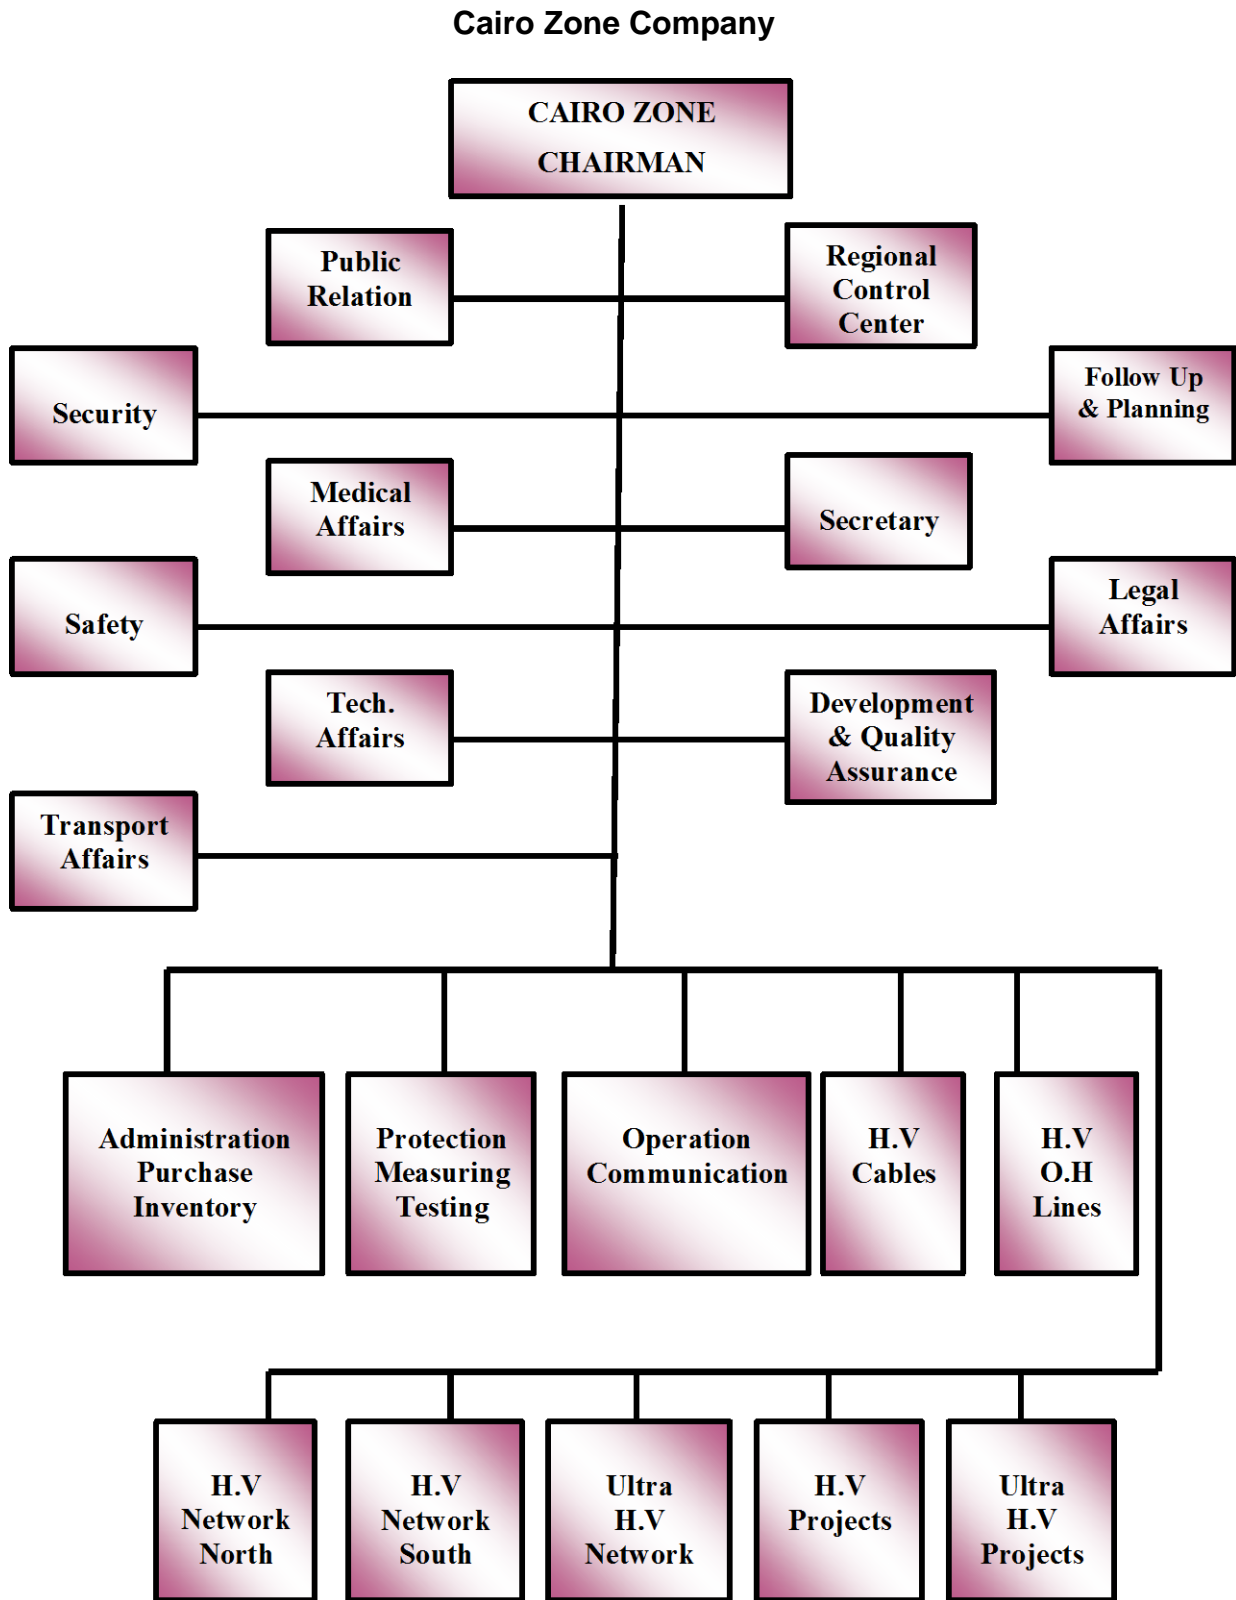 Cairo Zone Company
CAIRO ZONE
CHAIRMAN
Public
Relation
Regional
Control
Center
Security
Follow Up
& Planning
Medical
Affairs
Secretary
Safety
Legal
Affairs
Tech.
Affairs
Development
& Quality
Assurance
Transport
Affairs
Administration
Purchase
Inventory
Protection
Measuring
Testing
Operation
Communication
H.V
Cables
H.V
O.H
Lines
H.V
Network
North
H.V
Network
South
Ultra
H.V
Network
H.V
Projects
Ultra
H.V
Projects